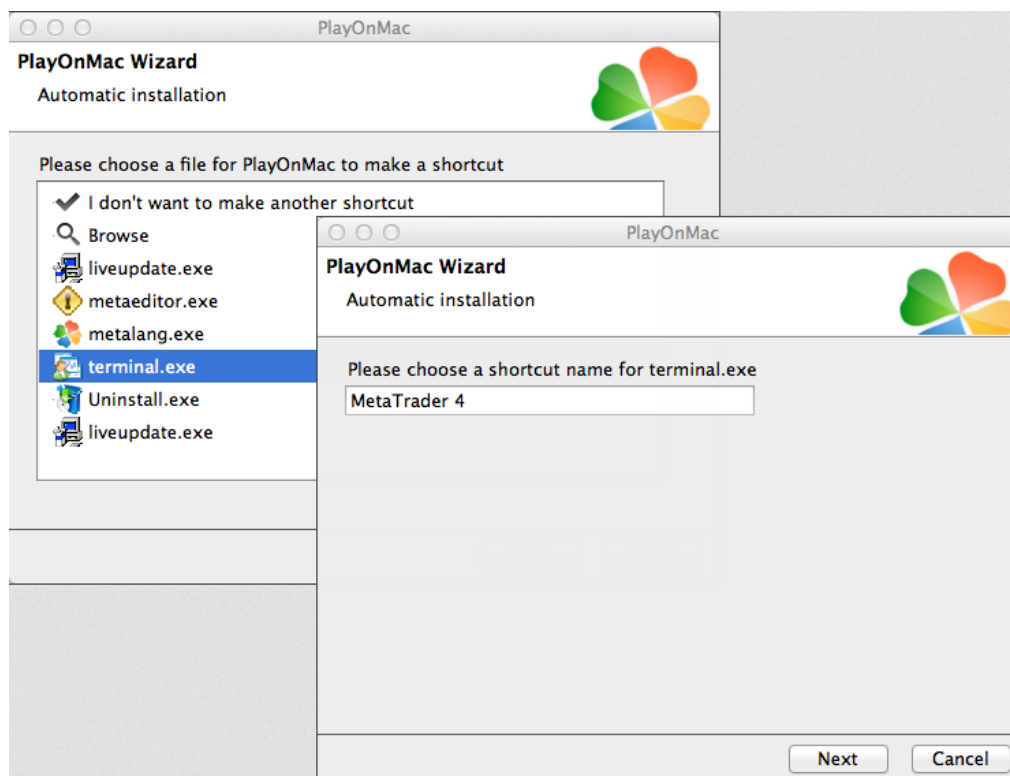 PlayOnMac
PlayOnMac Wizard
Automatic installation
Please choose a file for PlayOnMac to make a shortcut
I don't want to make another shortcut
Browse
liveupdate.exe
metaeditor.exe
metalang.exe
terminal.exe
Uninstall.exe
liveupdate.exe
PlayOnMac
PlayOnMac Wizard
Automatic installation
Please choose a shortcut name for terminal.exe
MetaTrader 4
Next
Cancel